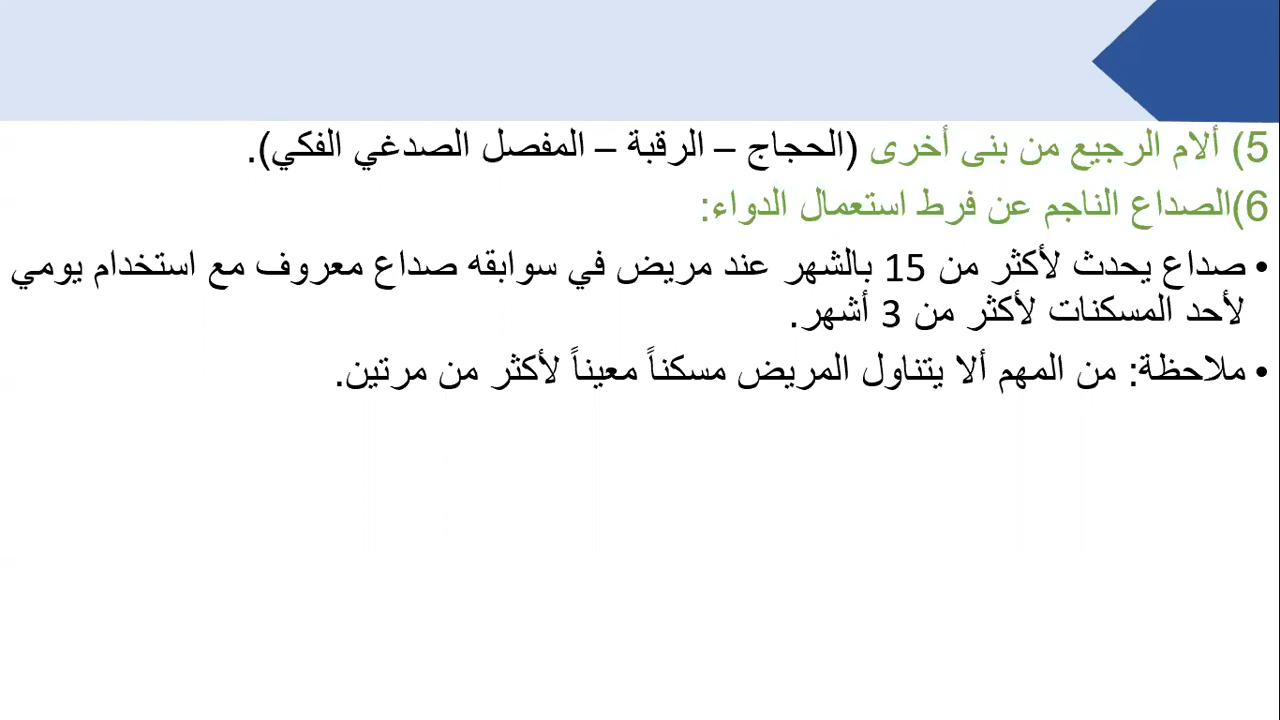 5) ألام الرجيع من بنى أخرى (الحجاج – الرقبة – المفصل الصدغي الفكي).
6)الصداع الناجم عن فرط استعمال الدواء:
• صداع يحدث لأكثر من 15 بالشهر عند مريض في سوابقه صداع معروف مع استخدام يومي
لأحد المسكنات لأكثر من 3 أشهر.
• ملاحظة: من المهم ألا يتناول المريض مسكناً معيناً لأكثر من مرتين.